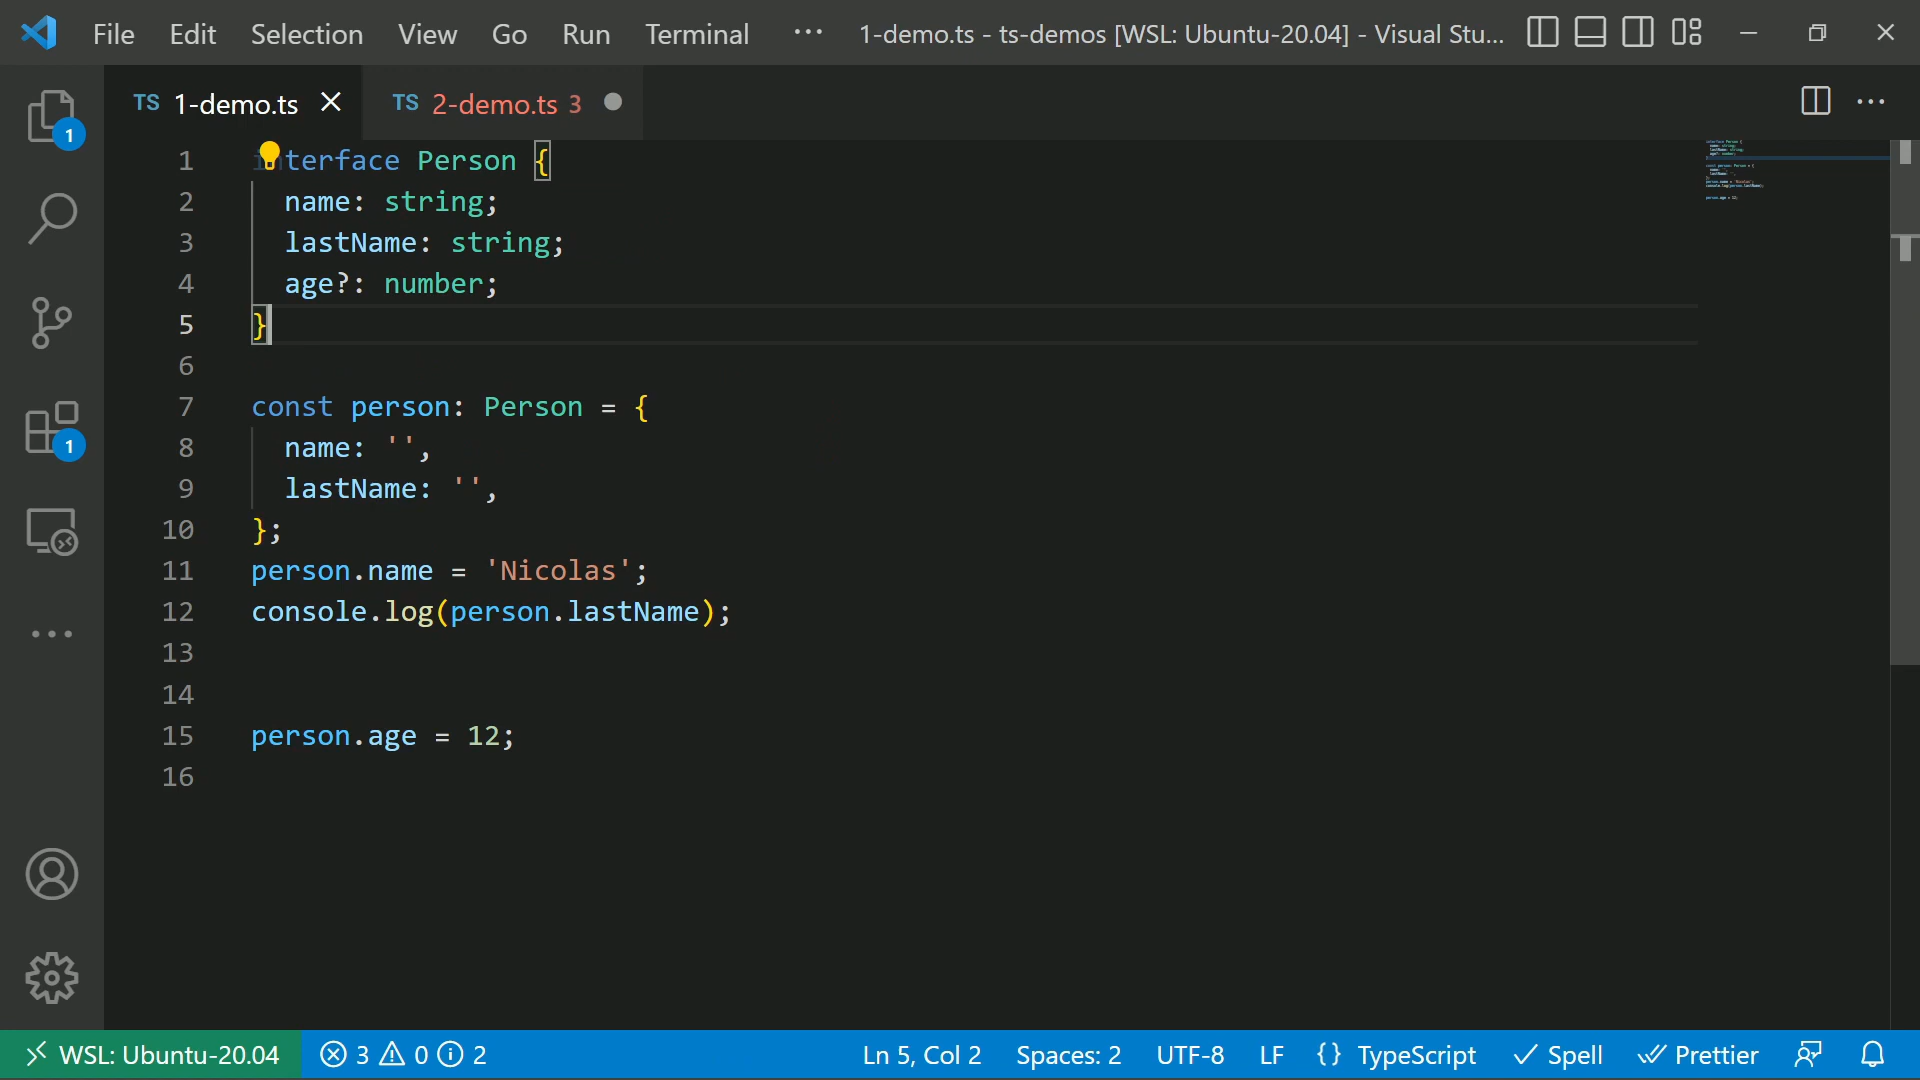 File Edit Selection View Go Run Terminal ··· 1-demo.ts - ts-demos [WSL: Ubuntu-20.04] - Visual Stu...
TS 1-demo.ts TS 2-demo.ts 3
1 interface Person {
2 name: string;
3 lastName: string;
4 age?: number;
5 }
6
7 const person: Person = {
8 name: '',
9 lastName: '',
10 };
11 person.name = 'Nicolas';
12 console.log(person.lastName);
13
14
15 person.age = 12;
16
1
1
WSL: Ubuntu-20.04 3 0 2 Ln 5, Col 2 Spaces: 2 UTF-8 LF {} TypeScript Spell Prettier